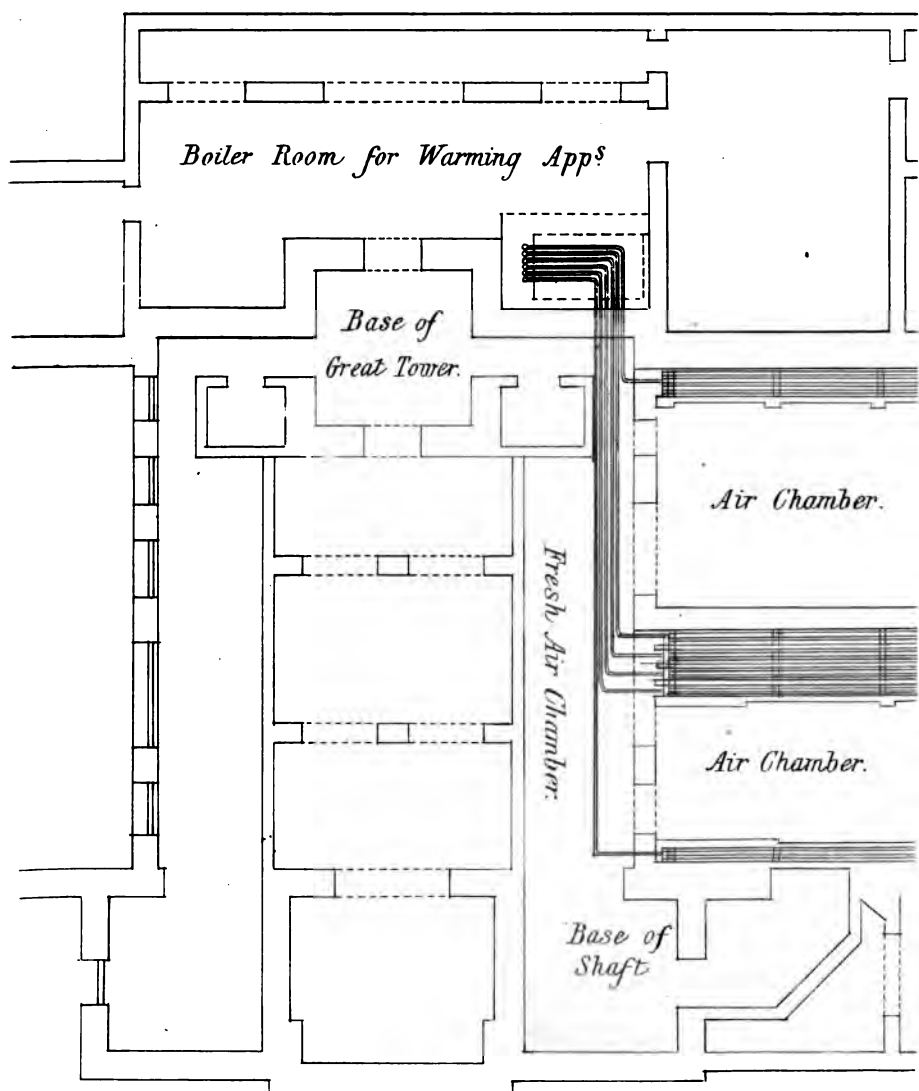 Boiler Room for Warming Appˢ.
Base of
Great Tower.
Air Chamber.
Fresh Air Chamber.
Air Chamber.
Base of
Shaft